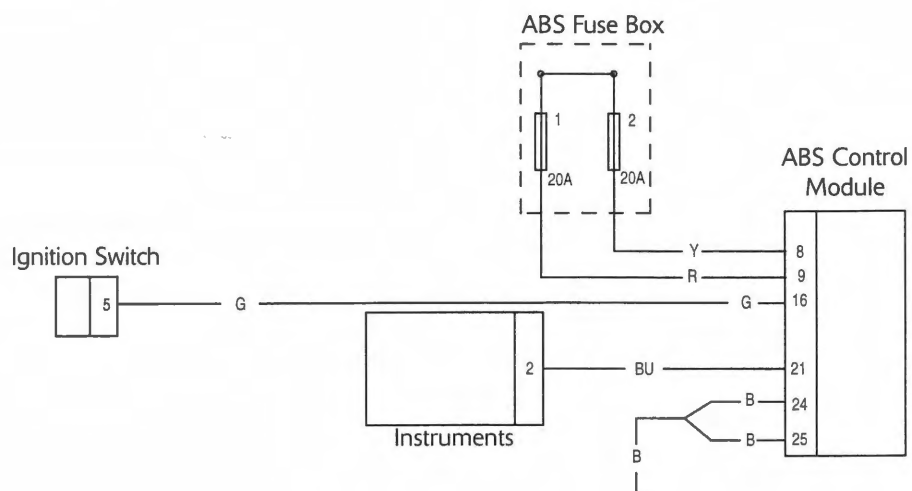 ABS Fuse Box
1
2
20A
20A
ABS Control
Module
Ignition Switch
Y
8
R
9
5
G
G
16
2
BU
21
B
24
B
25
Instruments
B